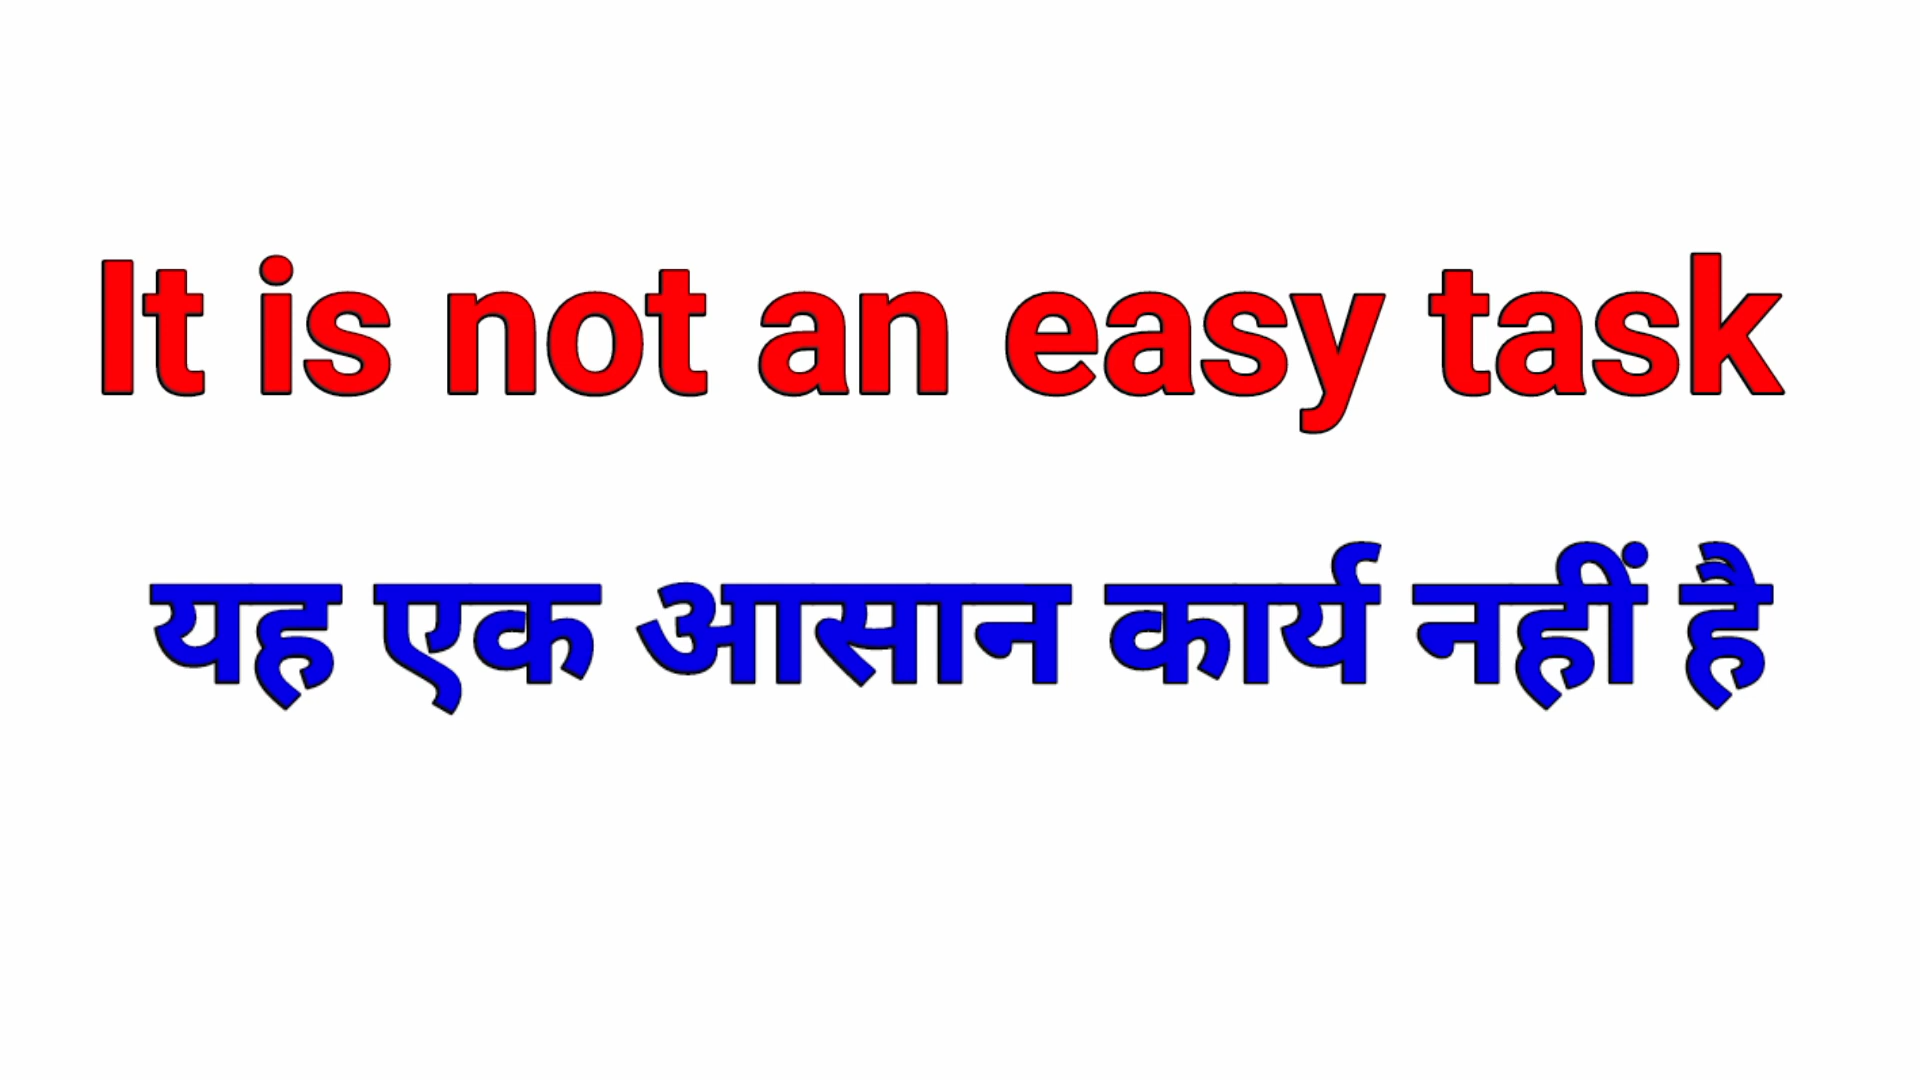 It is not an easy task
यह एक आसान कार्य नहीं है